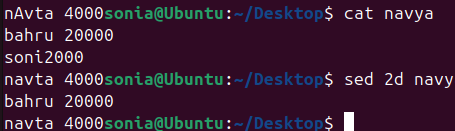 nAvta 4000sonia@Ubuntu:~/Desktop$ cat navya
bahru 20000
soni2000
navta 4000sonia@Ubuntu:~/Desktop$ sed 2d navy
bahru 20000
navta 4000sonia@Ubuntu:~/Desktop$